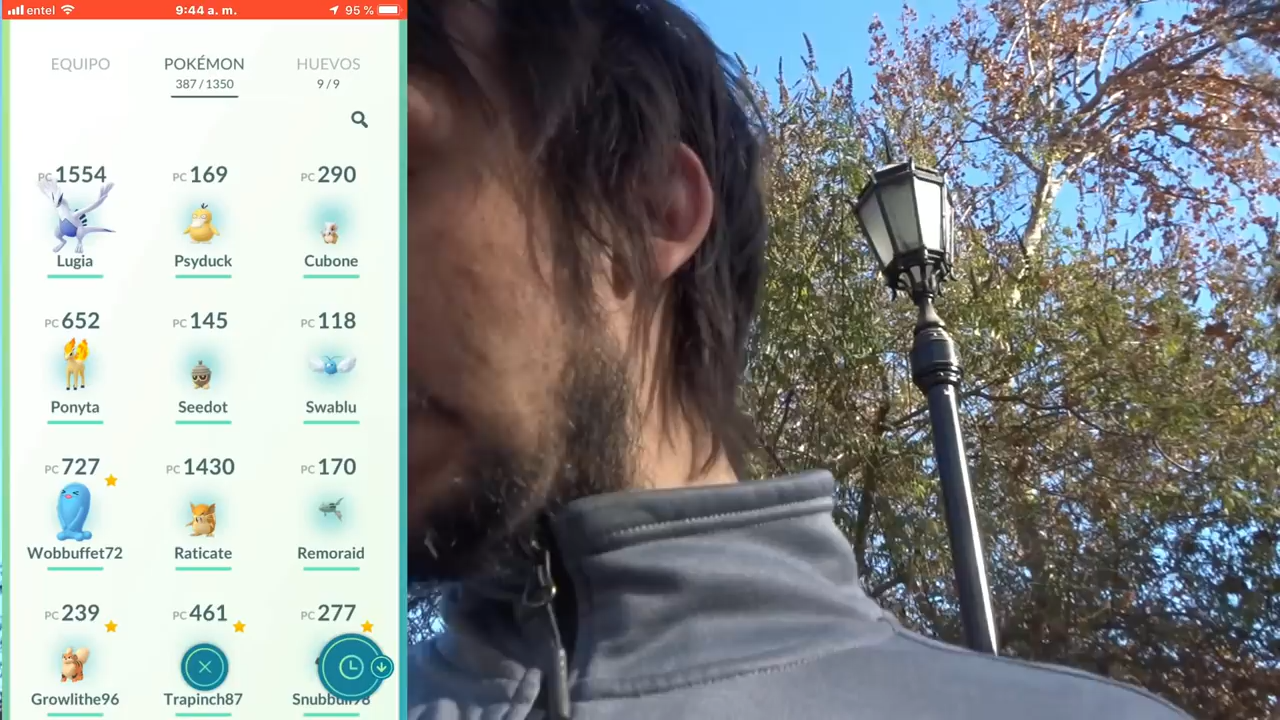 entel 9:44 a. m. 95 %
EQUIPO POKÉMON HUEVOS
387/1350 9/9
PC 1554 PC 169 PC 290
Lugia Psyduck Cubone
PC 652 PC 145 PC 118
Ponyta Seedot Swablu
PC 727 PC 1430 PC 170
Wobbuffet72 Raticate Remoraid
PC 239 PC 461 PC 277
Growlithe96 Trapinch87 Snubbull98